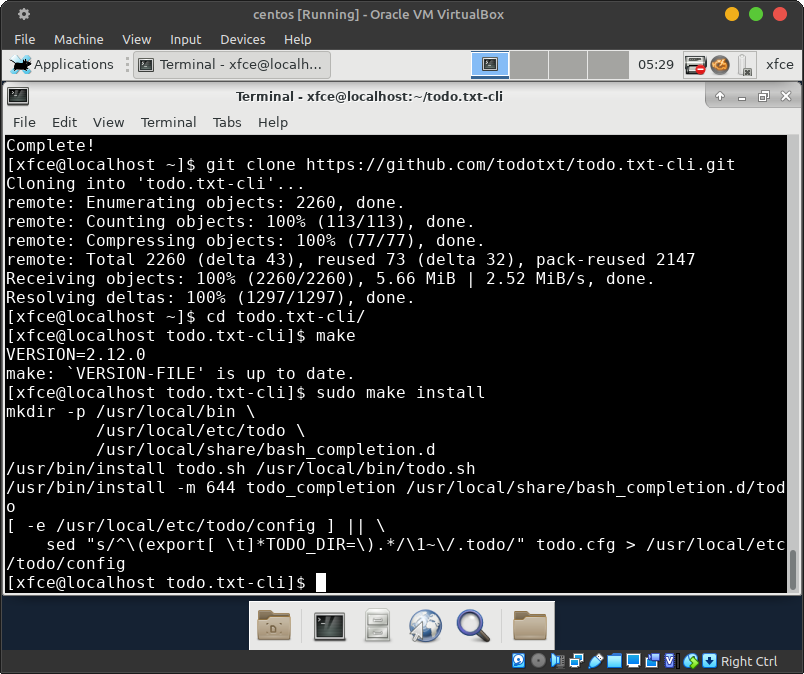 centos [Running] - Oracle VM VirtualBox
File Machine View Input Devices Help
Applications Terminal - xfce@localh... 05:29 xfce
Terminal - xfce@localhost:~/todo.txt-cli
File Edit View Terminal Tabs Help
Complete!
[xfce@localhost ~]$ git clone https://github.com/todotxt/todo.txt-cli.git
Cloning into 'todo.txt-cli'...
remote: Enumerating objects: 2260, done.
remote: Counting objects: 100% (113/113), done.
remote: Compressing objects: 100% (77/77), done.
remote: Total 2260 (delta 43), reused 73 (delta 32), pack-reused 2147
Receiving objects: 100% (2260/2260), 5.66 MiB | 2.52 MiB/s, done.
Resolving deltas: 100% (1297/1297), done.
[xfce@localhost ~]$ cd todo.txt-cli/
[xfce@localhost todo.txt-cli]$ make
VERSION=2.12.0
make: `VERSION-FILE' is up to date.
[xfce@localhost todo.txt-cli]$ sudo make install
mkdir -p /usr/local/bin \
         /usr/local/etc/todo \
         /usr/local/share/bash_completion.d
/usr/bin/install todo.sh /usr/local/bin/todo.sh
/usr/bin/install -m 644 todo_completion /usr/local/share/bash_completion.d/tod
o
[ -e /usr/local/etc/todo/config ] || \
    sed "s/^\(export[ \t]*TODO_DIR=\).*/\1~\/.todo/" todo.cfg > /usr/local/etc
/todo/config
[xfce@localhost todo.txt-cli]$
Right Ctrl